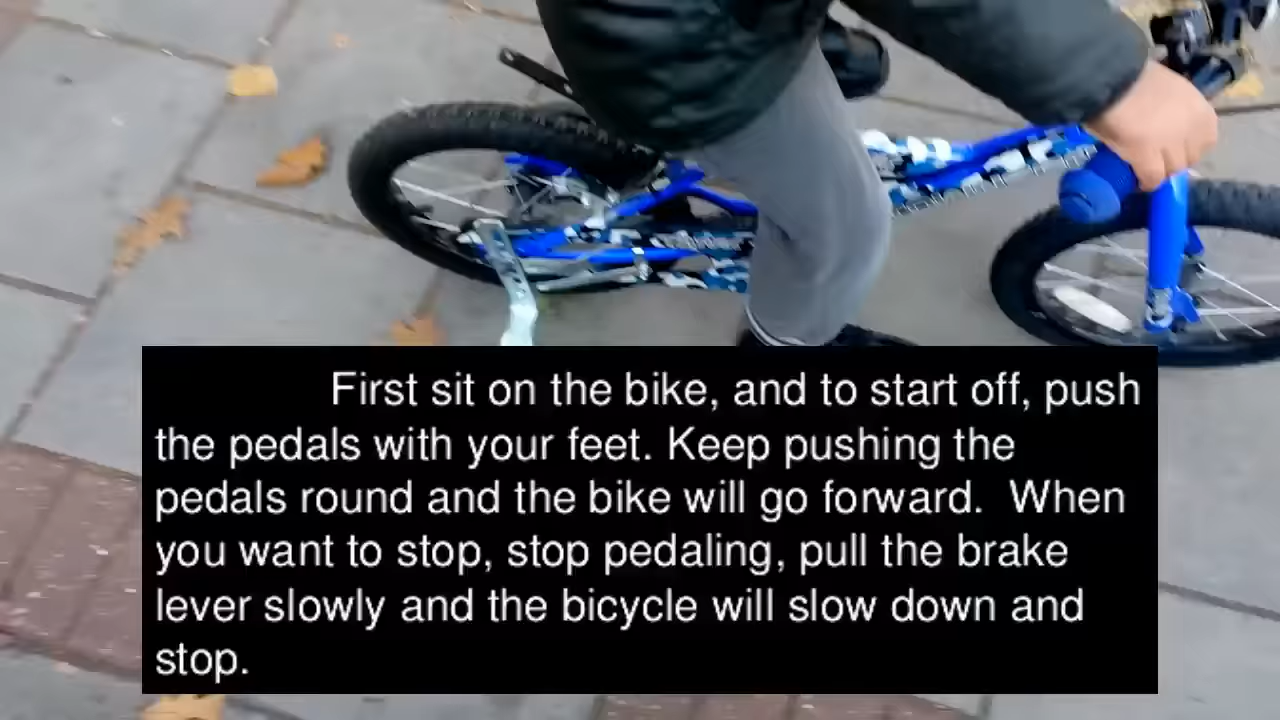 First sit on the bike, and to start off, push
the pedals with your feet. Keep pushing the
pedals round and the bike will go forward.  When
you want to stop, stop pedaling, pull the brake
lever slowly and the bicycle will slow down and
stop.